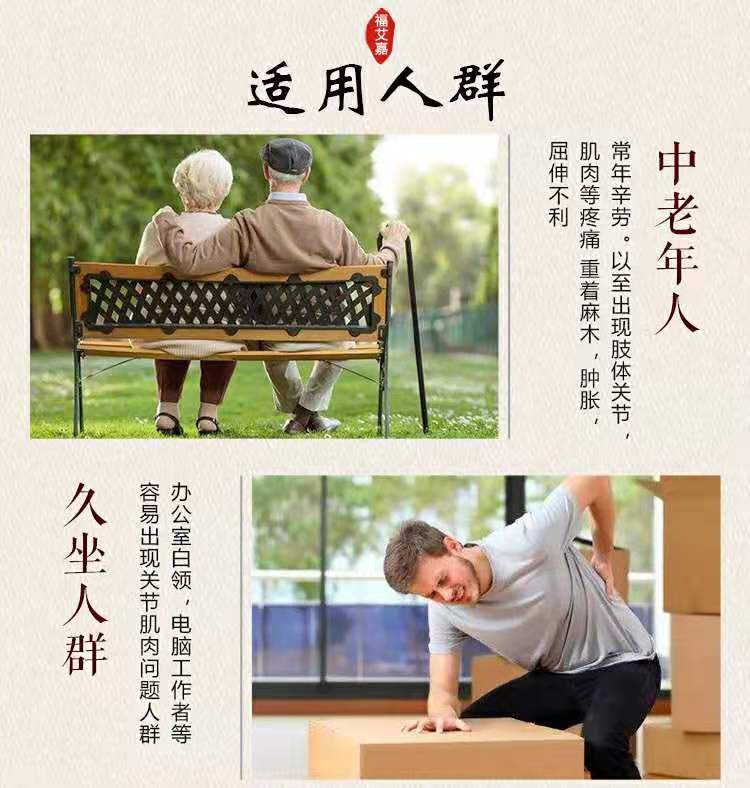 福艾嘉
适用人群
中老年人
常年辛劳。以至出现肢体关节,
肌肉等疼痛 重着麻木,肿胀,
屈伸不利
久坐人群
办公室白领,电脑工作者等
容易出现关节肌肉问题人群